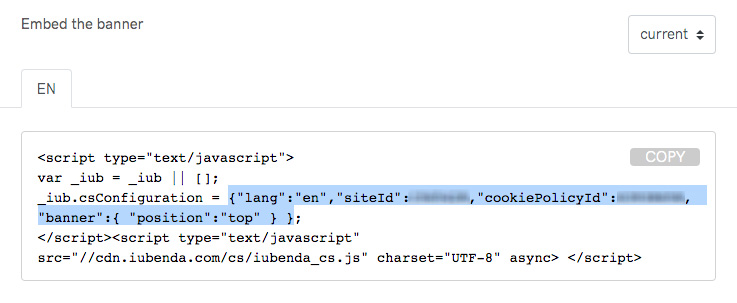 Embed the banner
current
EN
COPY
<script type="text/javascript">
var _iub = _iub || [];
_iub.csConfiguration = {"lang":"en","siteId": ,"cookiePolicyId": ,
"banner":{ "position":"top" } };
</script><script type="text/javascript"
src="//cdn.iubenda.com/cs/iubenda_cs.js" charset="UTF-8" async> </script>